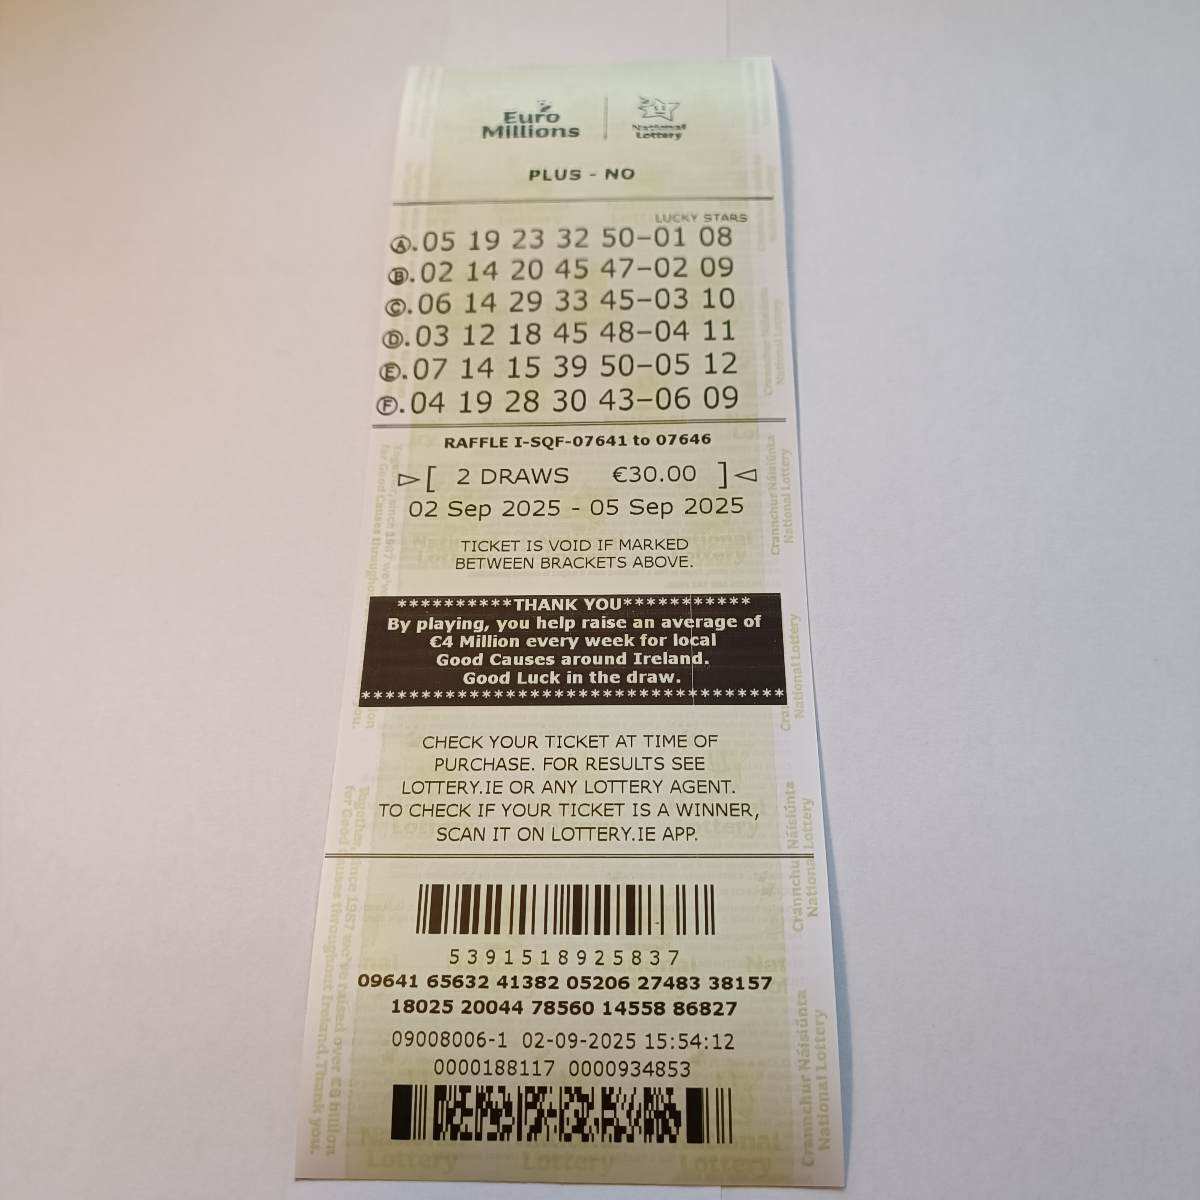 Euro
Millions
National
Lottery
PLUS - NO
LUCKY STARS
A.05 19 23 32 50-01 08
B.02 14 20 45 47-02 09
C.06 14 29 33 45-03 10
D.03 12 18 45 48-04 11
E.07 14 15 39 50-05 12
F.04 19 28 30 43-06 09
RAFFLE I-SQF-07641 to 07646
▷[ 2 DRAWS €30.00 ]◁
02 Sep 2025 - 05 Sep 2025
TICKET IS VOID IF MARKED
BETWEEN BRACKETS ABOVE.
**********THANK YOU***********
By playing, you help raise an average of
€4 Million every week for local
Good Causes around Ireland.
Good Luck in the draw.
************************************
CHECK YOUR TICKET AT TIME OF
PURCHASE. FOR RESULTS SEE
LOTTERY.IE OR ANY LOTTERY AGENT.
TO CHECK IF YOUR TICKET IS A WINNER,
SCAN IT ON LOTTERY.IE APP.
5391518925837
09641 65632 41382 05206 27483 38157
18025 20044 78560 14558 86827
09008006-1 02-09-2025 15:54:12
0000188117 0000934853
Crannchur Náisiúnta
National Lottery